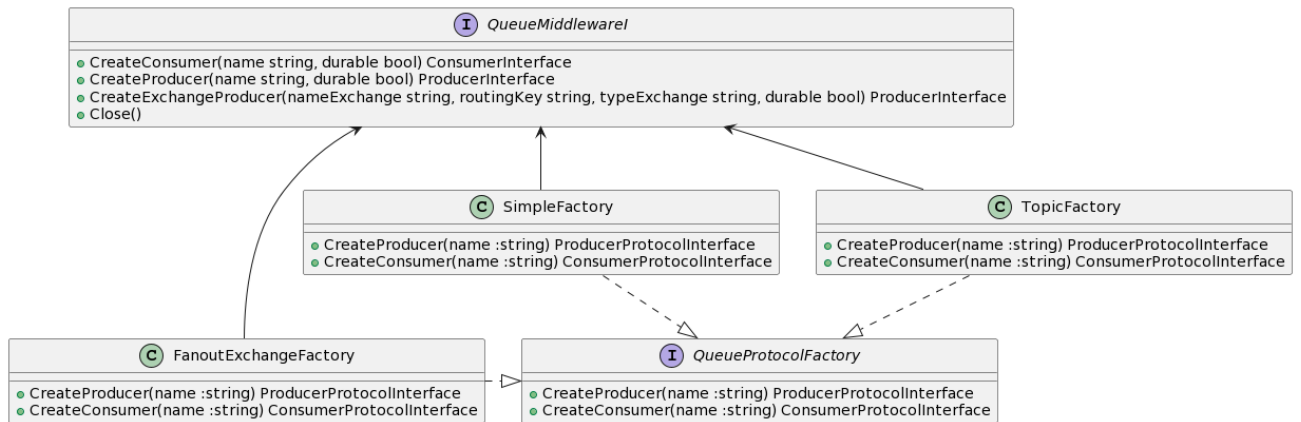 I QueueMiddlewareI
CreateConsumer(name string, durable bool) ConsumerInterface
CreateProducer(name string, durable bool) ProducerInterface
CreateExchangeProducer(nameExchange string, routingKey string, typeExchange string, durable bool) ProducerInterface
Close()
C SimpleFactory
CreateProducer(name :string) ProducerProtocolInterface
CreateConsumer(name :string) ConsumerProtocolInterface
C TopicFactory
CreateProducer(name :string) ProducerProtocolInterface
CreateConsumer(name :string) ConsumerProtocolInterface
C FanoutExchangeFactory
CreateProducer(name :string) ProducerProtocolInterface
CreateConsumer(name :string) ConsumerProtocolInterface
I QueueProtocolFactory
CreateProducer(name :string) ProducerProtocolInterface
CreateConsumer(name :string) ConsumerProtocolInterface